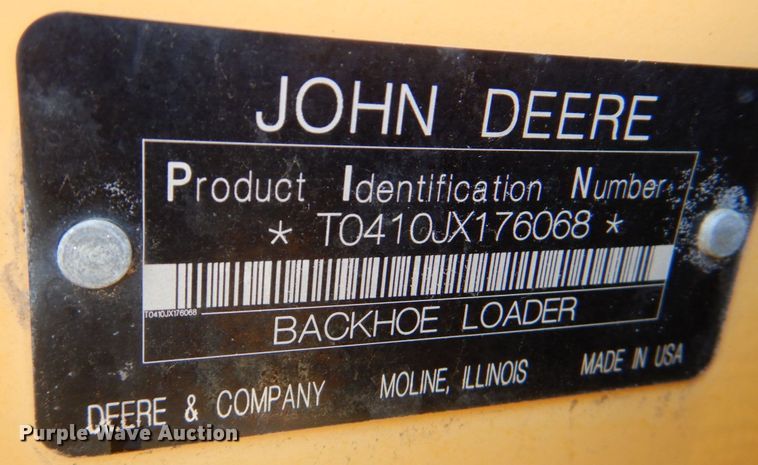 JOHN DEERE
Product Identification Number
* T0410JX176068 *
T0410JX176068
BACKHOE LOADER
DEERE & COMPANY MOLINE, ILLINOIS MADE IN USA
Purple Wave Auction